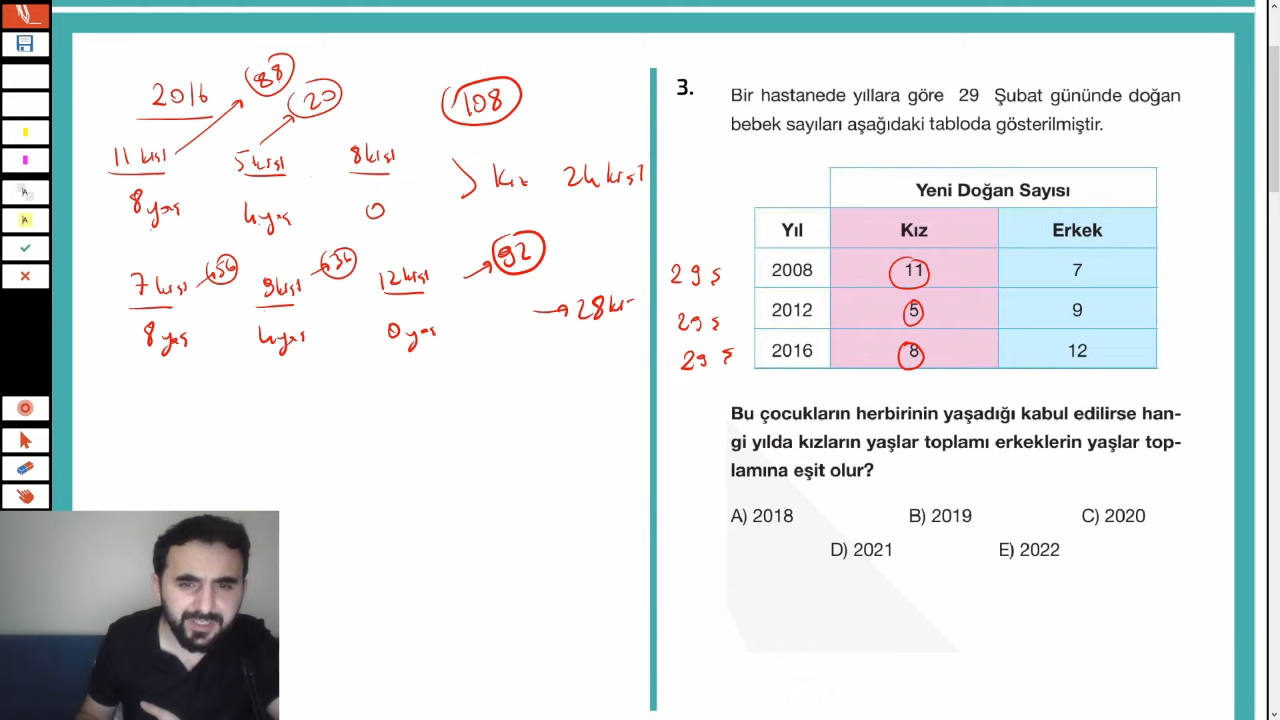 2016
88
20
108
11 kişi
5 kişi
8 kişi
Kız 24 kişi
8 yaş
4 yaş
0
7 kişi
56
9 kişi
36
12 kişi
92
8 yaş
4 yaş
0 yaş
28 ki
3.
Bir hastanede yıllara göre 29 Şubat gününde doğan
bebek sayıları aşağıdaki tabloda gösterilmiştir.
Yeni Doğan Sayısı
Yıl Kız Erkek
29 Ş 2008 11 7
29 Ş 2012 5 9
29 Ş 2016 8 12
Bu çocukların herbirinin yaşadığı kabul edilirse han-
gi yılda kızların yaşlar toplamı erkeklerin yaşlar top-
lamına eşit olur?
A) 2018 B) 2019 C) 2020
D) 2021 E) 2022